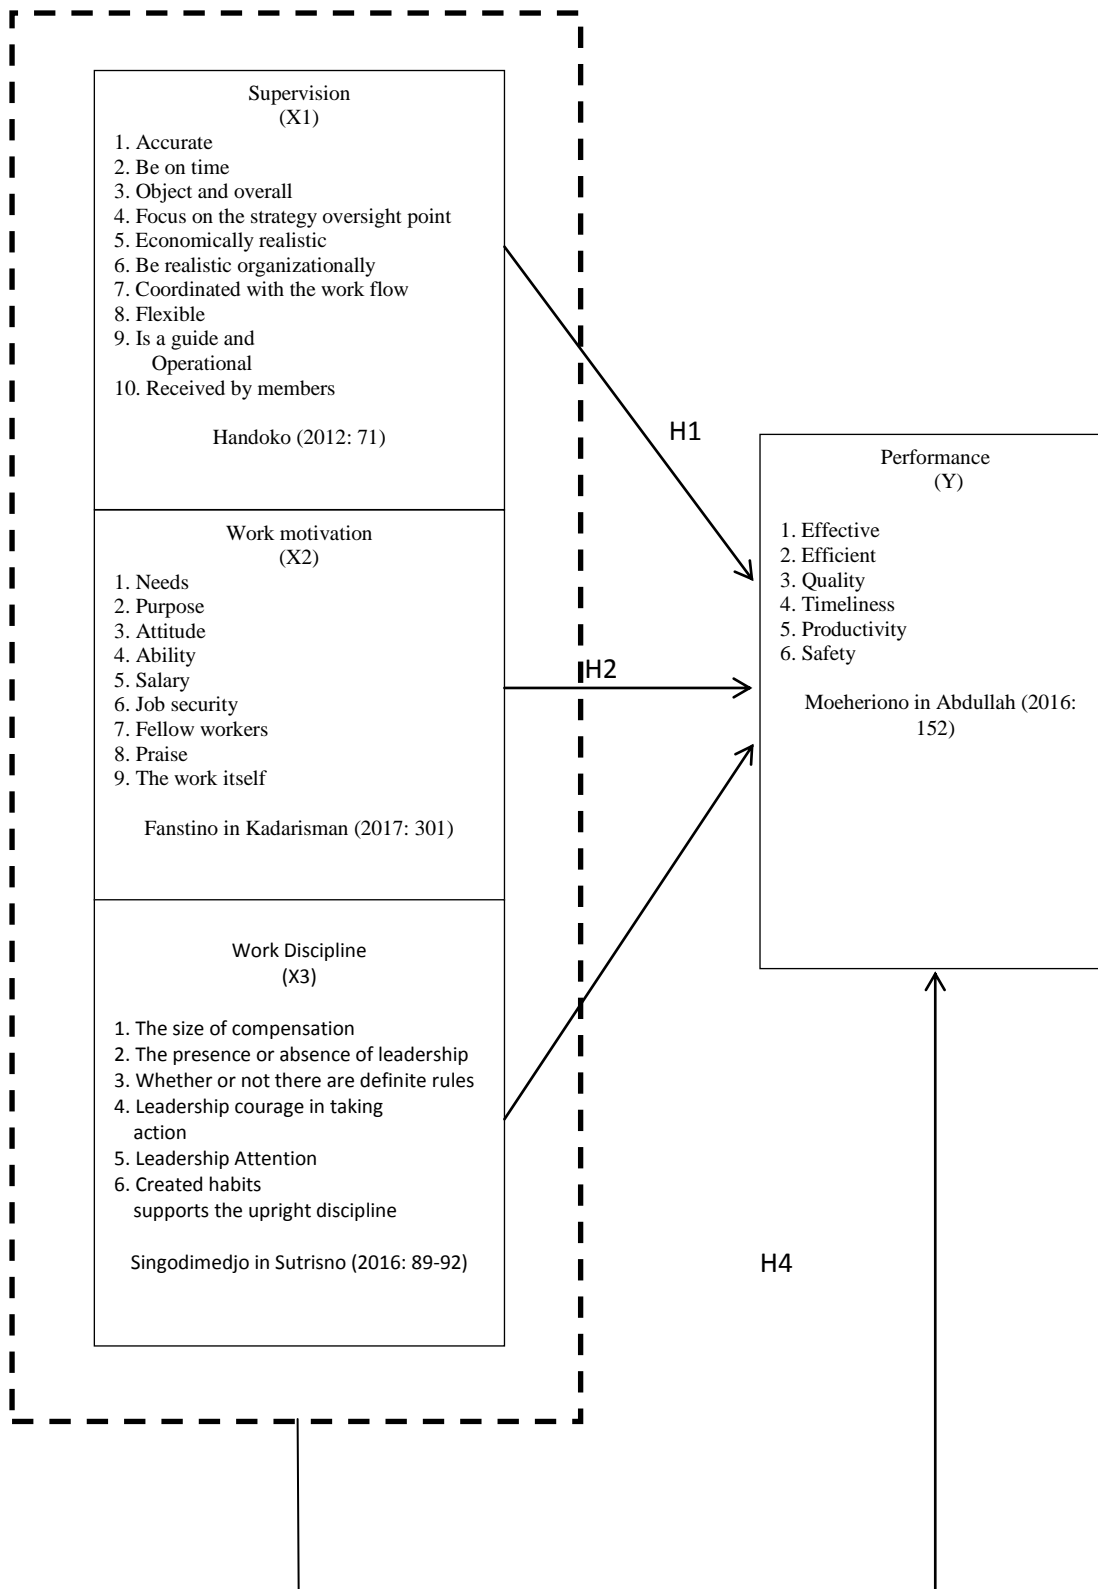 Supervision
(X1)
1. Accurate
2. Be on time
3. Object and overall
4. Focus on the strategy oversight point
5. Economically realistic
6. Be realistic organizationally
7. Coordinated with the work flow
8. Flexible
9. Is a guide and
Operational
10. Received by members
Handoko (2012: 71)
Work motivation
(X2)
1. Needs
2. Purpose
3. Attitude
4. Ability
5. Salary
6. Job security
7. Fellow workers
8. Praise
9. The work itself
Fanstino in Kadarisman (2017: 301)
Work Discipline
(X3)
1. The size of compensation
2. The presence or absence of leadership
3. Whether or not there are definite rules
4. Leadership courage in taking
action
5. Leadership Attention
6. Created habits
supports the upright discipline
Singodimedjo in Sutrisno (2016: 89-92)
H1
H2
Performance
(Y)
1. Effective
2. Efficient
3. Quality
4. Timeliness
5. Productivity
6. Safety
Moeheriono in Abdullah (2016:
152)
H4